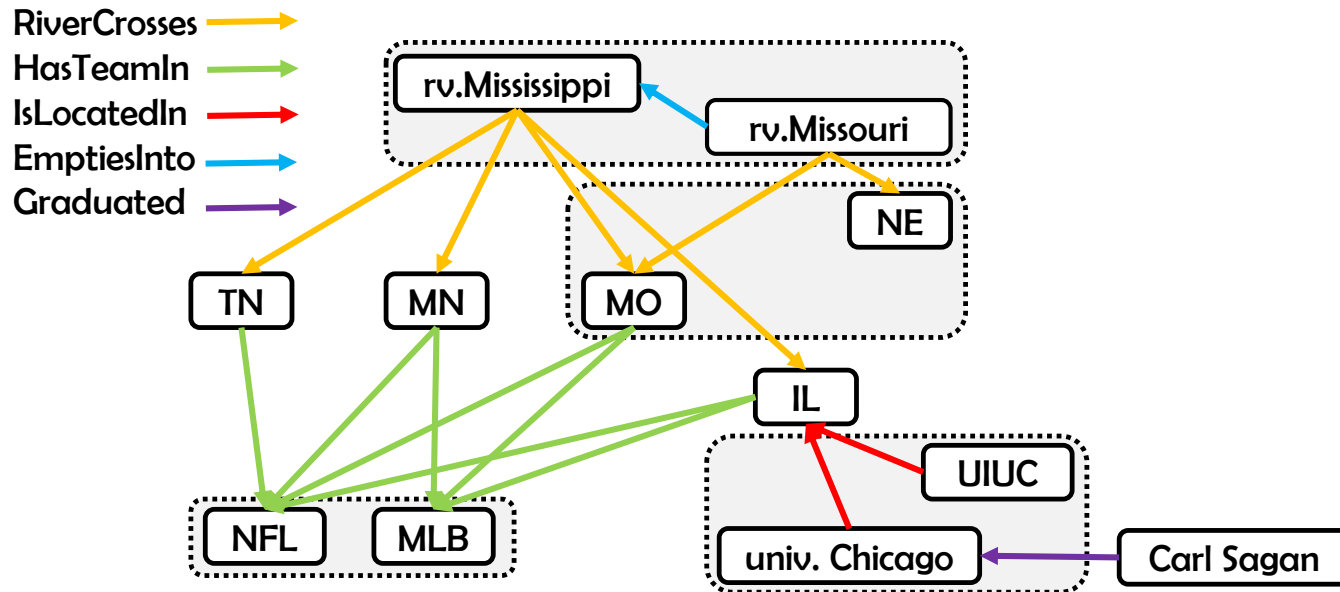 RiverCrosses
HasTeamIn
IsLocatedIn
EmptiesInto
Graduated
rv.Mississippi
rv.Missouri
NE
TN
MN
MO
IL
UIUC
NFL
MLB
univ. Chicago
Carl Sagan